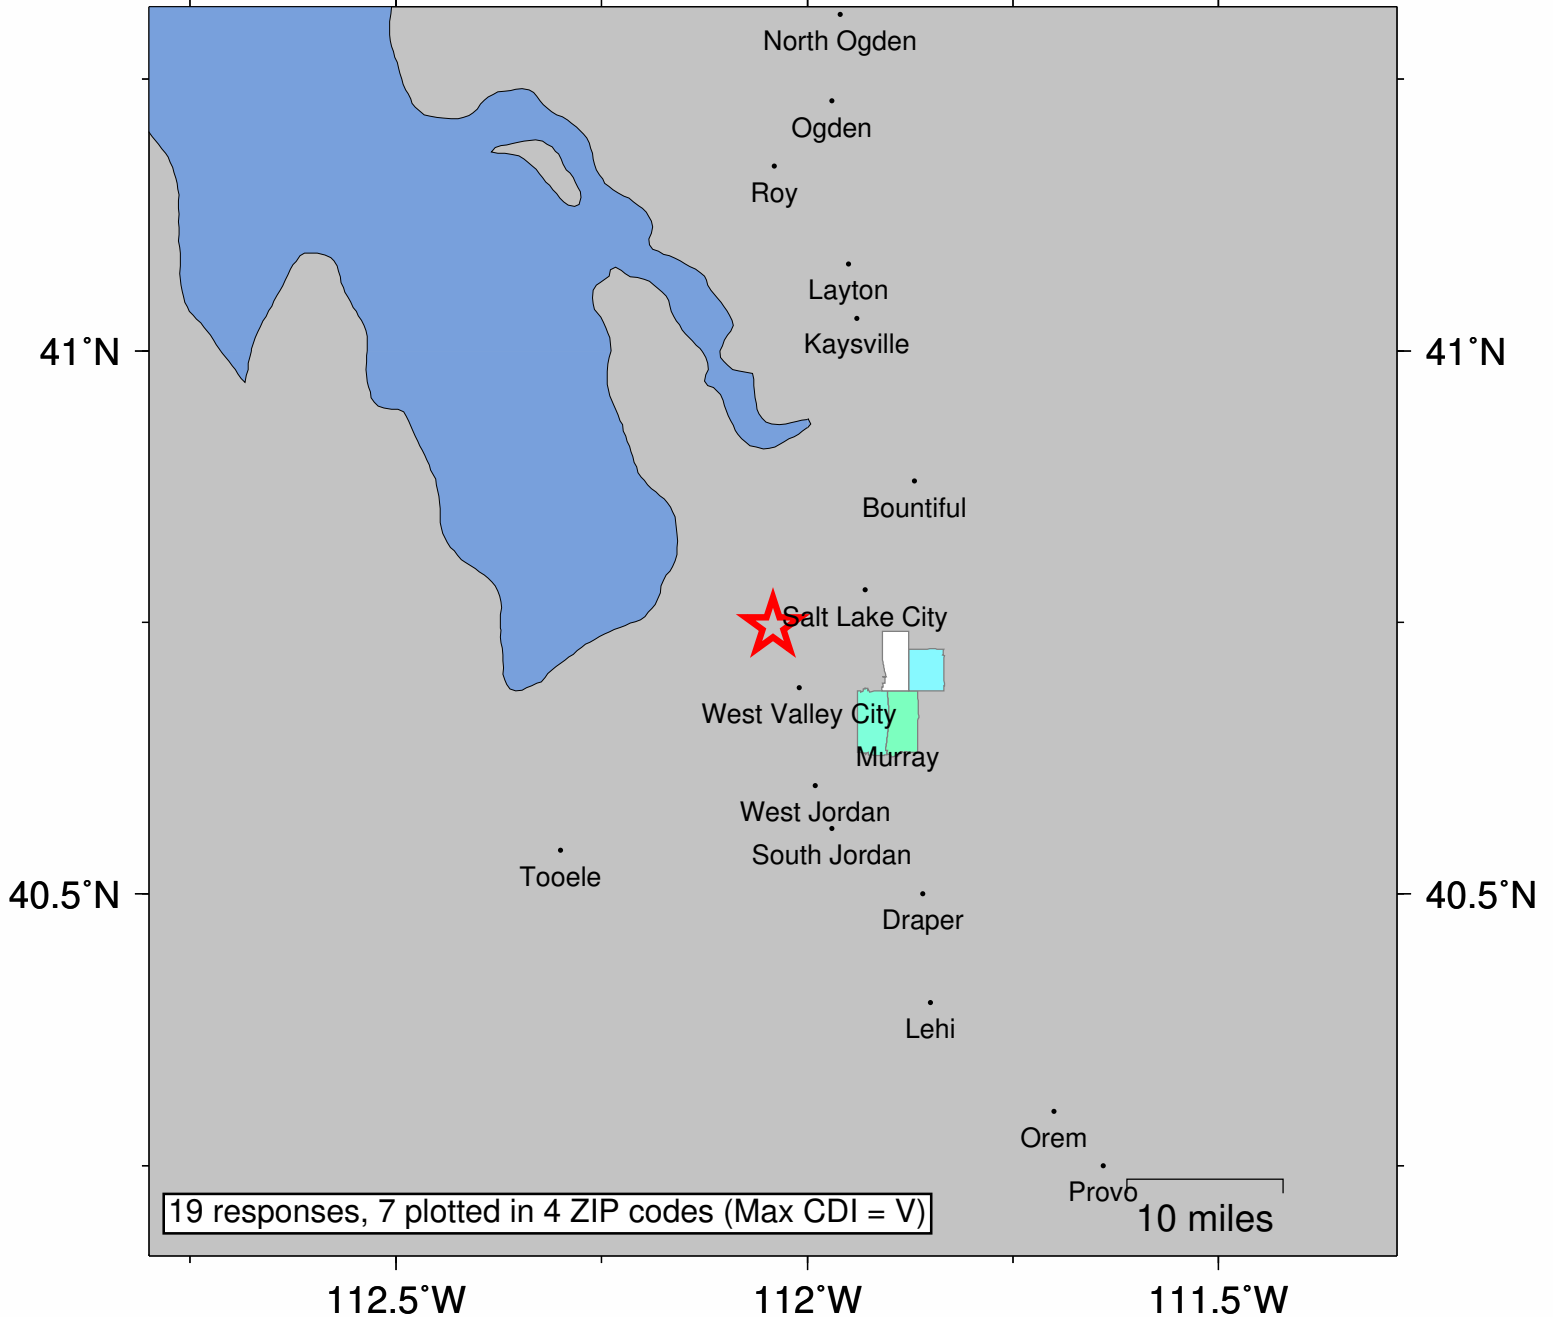 North Ogden
Ogden
Roy
Layton
41°N
41°N
Kaysville
Bountiful
Salt Lake City
West Valley City
Murray
West Jordan
South Jordan
Tooele
40.5°N
40.5°N
Draper
Lehi
Orem
Provo
19 responses, 7 plotted in 4 ZIP codes (Max CDI = V)
10 miles
112.5°W
112°W
111.5°W